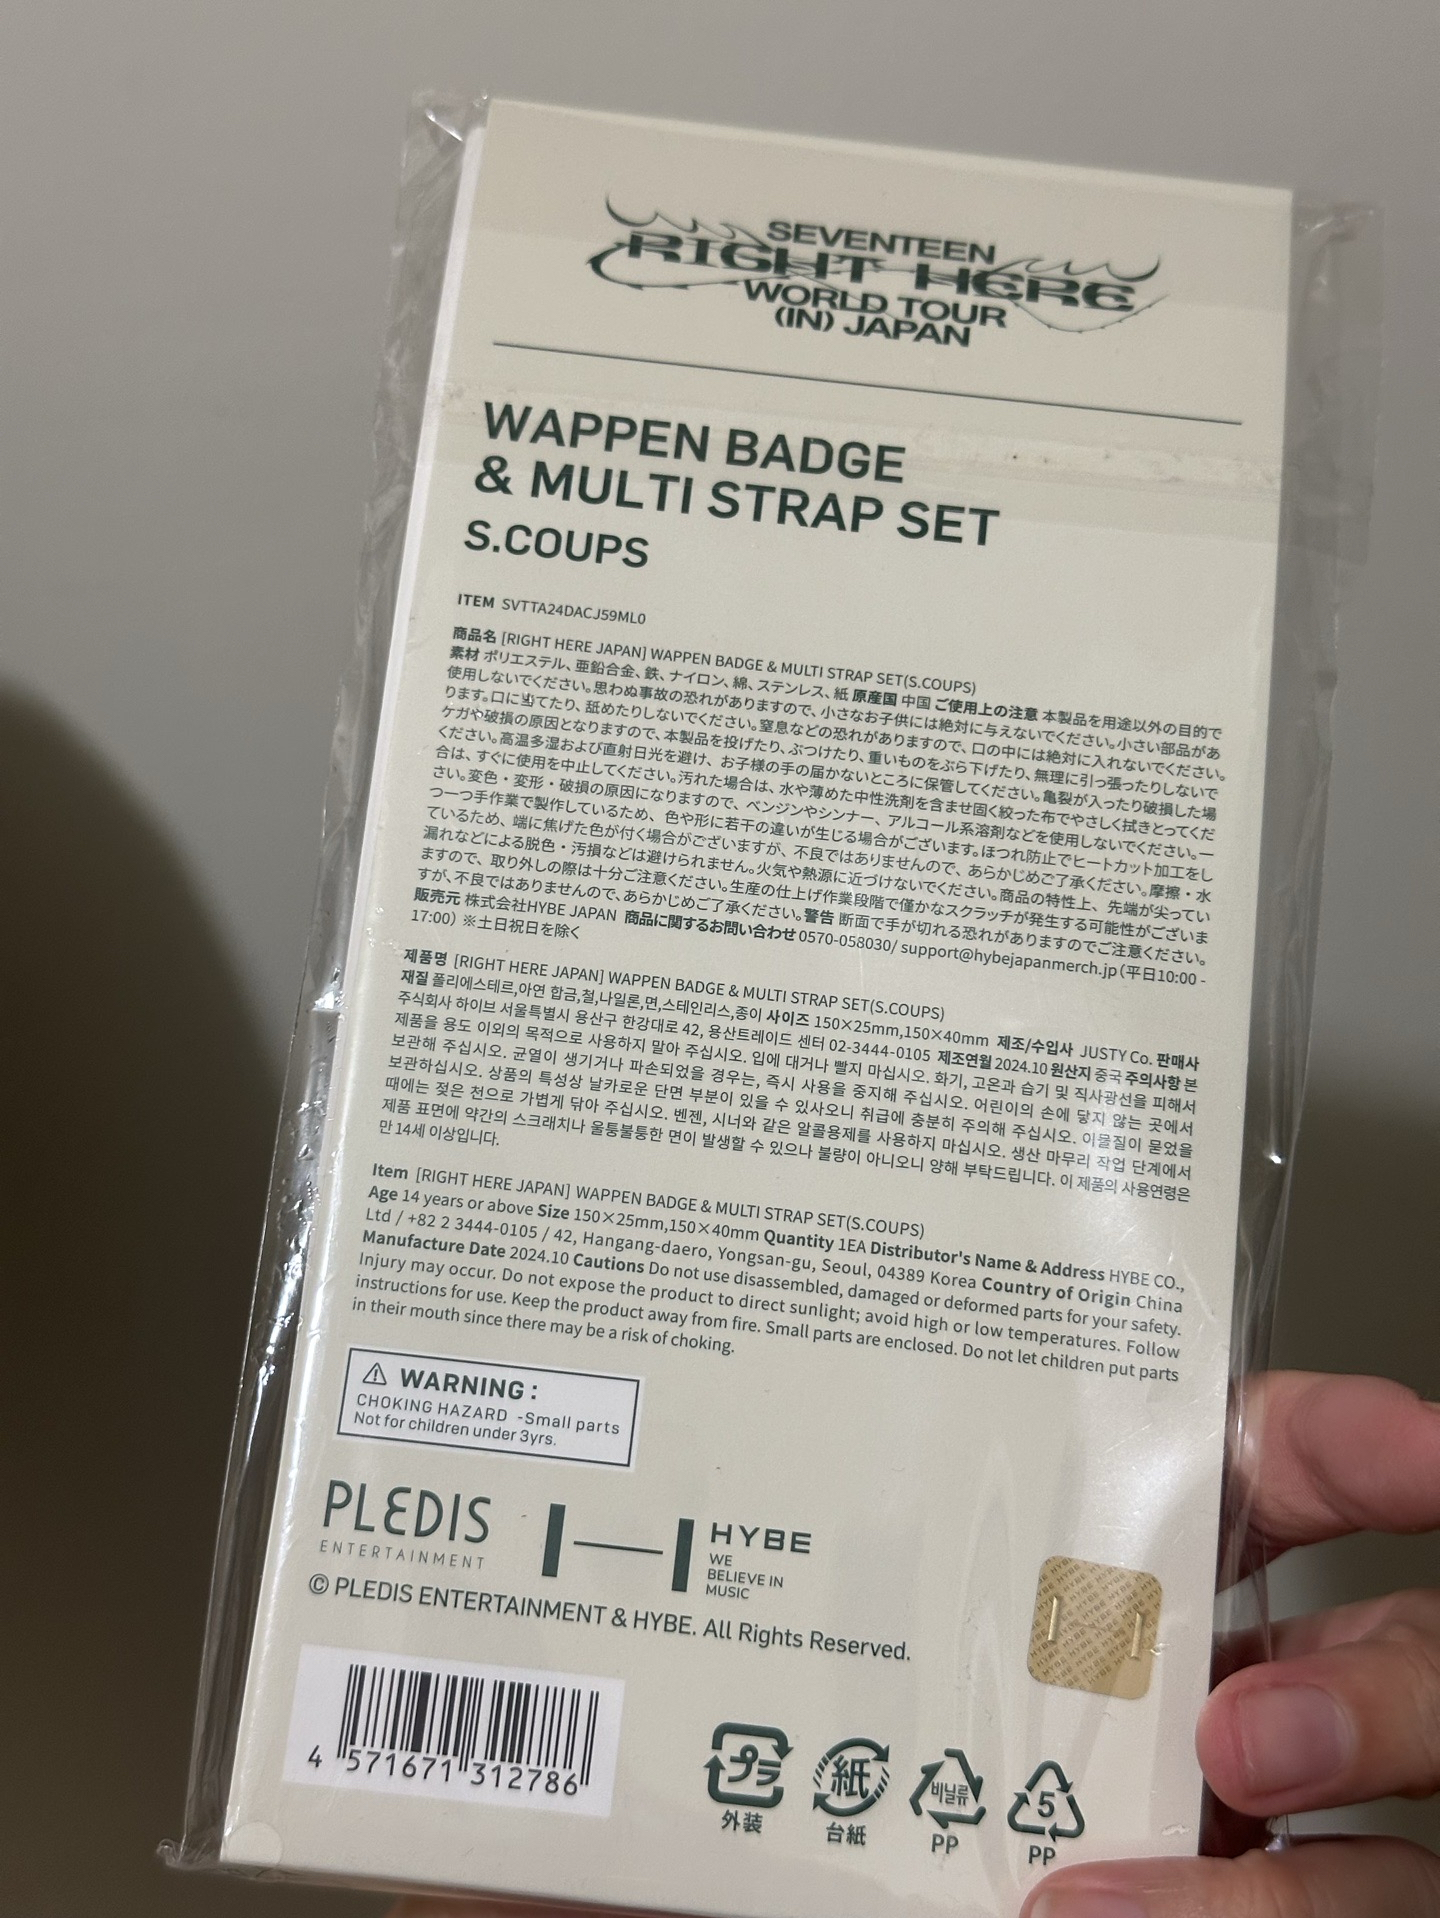 SEVENTEEN
RIGHT HERE
WORLD TOUR
(IN) JAPAN
WAPPEN BADGE
& MULTI STRAP SET
S.COUPS
ITEM SVTTA24DACJ59ML0
商品名 [RIGHT HERE JAPAN] WAPPEN BADGE & MULTI STRAP SET(S.COUPS)
素材 ポリエステル、亜鉛合金、鉄、ナイロン、綿、ステンレス、紙 原産国 中国 ご使用上の注意 本製品を用途以外の目的で
使用しないでください。思わぬ事故の恐れがありますので、小さなお子供には絶対に与えないでください。小さい部品があ
ります。口に当てたり、舐めたりしないでください。窒息などの恐れがありますので、口の中には絶対に入れないでください。
ケガや破損の原因となりますので、本製品を投げたり、ぶつけたり、重いものをぶら下げたり、無理に引っ張ったりしないで
ください。高温多湿および直射日光を避け、お子様の手の届かないところに保管してください。亀裂が入ったり破損した場
合は、すぐに使用を中止してください。汚れた場合は、水や薄めた中性洗剤を含ませ固く絞った布でやさしく拭きとってくだ
さい。変色・変形・破損の原因になりますので、ベンジンやシンナー、アルコール系溶剤などを使用しないでください。一
つ一つ手作業で製作しているため、色や形に若干の違いが生じる場合がございます。ほつれ防止でヒートカット加工をし
ているため、端に焦げた色が付く場合がございますが、不良ではありませんので、あらかじめご了承ください。摩擦・水
漏れなどによる脱色・汚損などは避けられません。火気や熱源に近づけないでください。商品の特性上、先端が尖ってい
ますので、取り外しの際は十分ご注意ください。生産の仕上げ作業段階で僅かなスクラッチが発生する可能性がございま
すが、不良ではありませんので、あらかじめご了承ください。警告 断面で手が切れる恐れがありますのでご注意ください。
販売元 株式会社HYBE JAPAN 商品に関するお問い合わせ 0570-058030/ support@hybejapanmerch.jp (平日10:00 -
17:00) ※土日祝日を除く
제품명 [RIGHT HERE JAPAN] WAPPEN BADGE & MULTI STRAP SET(S.COUPS)
재질 폴리에스테르,아연 합금,철,나일론,면,스테인리스,종이 사이즈 150×25mm,150×40mm 제조/수입사 JUSTY Co. 판매사
주식회사 하이브 서울특별시 용산구 한강대로 42, 용산트레이드 센터 02-3444-0105 제조연월 2024.10 원산지 중국 주의사항 본
제품을 용도 이외의 목적으로 사용하지 말아 주십시오. 입에 대거나 빨지 마십시오. 화기, 고온과 습기 및 직사광선을 피해서
보관해 주십시오. 균열이 생기거나 파손되었을 경우는, 즉시 사용을 중지해 주십시오. 어린이의 손에 닿지 않는 곳에서
보관하십시오. 상품의 특성상 날카로운 단면 부분이 있을 수 있사오니 취급에 충분히 주의해 주십시오. 이물질이 묻었을
때에는 젖은 천으로 가볍게 닦아 주십시오. 벤젠, 시너와 같은 알콜용제를 사용하지 마십시오. 생산 마무리 작업 단계에서
제품 표면에 약간의 스크래치나 울퉁불퉁한 면이 발생할 수 있으나 불량이 아니오니 양해 부탁드립니다. 이 제품의 사용연령은
만 14세 이상입니다.
Item [RIGHT HERE JAPAN] WAPPEN BADGE & MULTI STRAP SET(S.COUPS)
Age 14 years or above Size 150×25mm,150×40mm Quantity 1EA Distributor's Name & Address HYBE CO.,
Ltd / +82 2 3444-0105 / 42, Hangang-daero, Yongsan-gu, Seoul, 04389 Korea Country of Origin China
Manufacture Date 2024.10 Cautions Do not use disassembled, damaged or deformed parts for your safety.
Injury may occur. Do not expose the product to direct sunlight; avoid high or low temperatures. Follow
instructions for use. Keep the product away from fire. Small parts are enclosed. Do not let children put parts
in their mouth since there may be a risk of choking.
WARNING:
CHOKING HAZARD -Small parts
Not for children under 3yrs.
PLEDIS
ENTERTAINMENT
HYBE
WE
BELIEVE IN
MUSIC
© PLEDIS ENTERTAINMENT & HYBE. All Rights Reserved.
4 571671 312786
プラ 紙 비닐류 5
外装 台紙 PP PP